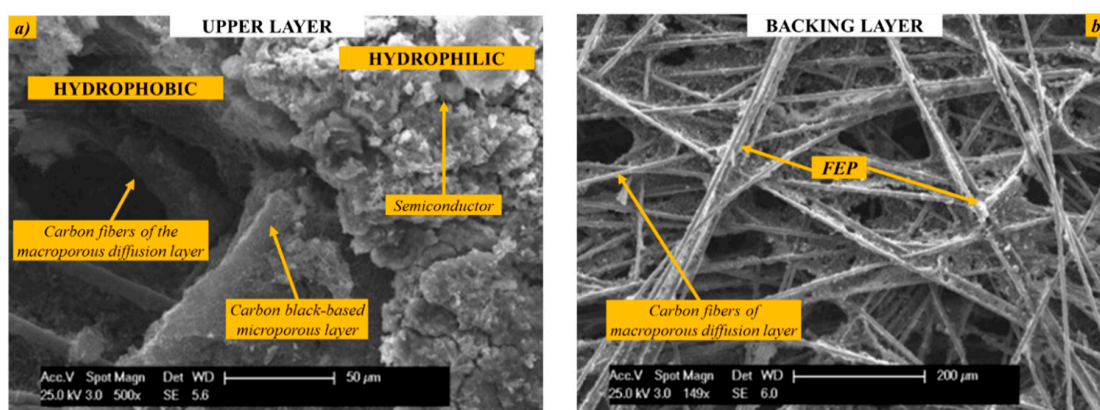 a)
UPPER LAYER
HYDROPHILIC
HYDROPHOBIC
Semiconductor
Carbon fibers of the
macroporous diffusion layer
Carbon black-based
microporous layer
Acc.V Spot Magn Det WD
50 µm
25.0 kV 3.0 500x SE 5.6
BACKING LAYER
b
FEP
Carbon fibers of
macroporous diffusion layer
Acc.V Spot Magn Det WD
200 µm
25.0 kV 3.0 149x SE 6.0